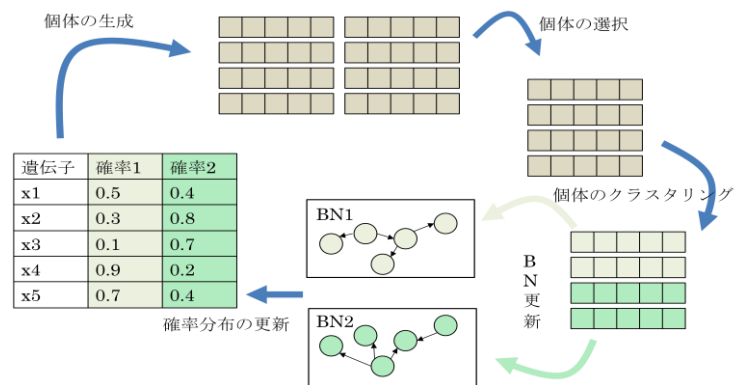 個体の生成
個体の選択
個体のクラスタリング
BN更新
BN1
BN2
確率分布の更新
遺伝子 確率1 確率2
x1 0.5 0.4
x2 0.3 0.8
x3 0.1 0.7
x4 0.9 0.2
x5 0.7 0.4